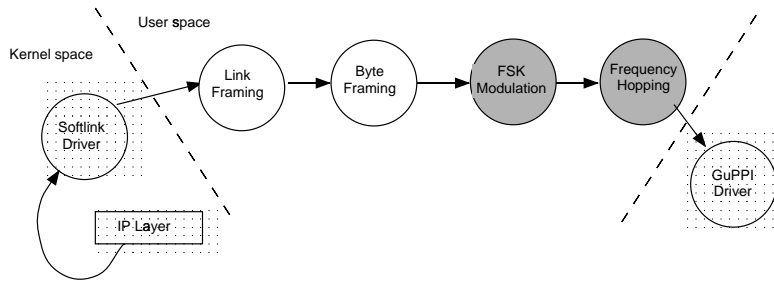 User space
Kernel space
Link
Framing
Byte
Framing
FSK
Modulation
Frequency
Hopping
Softlink
Driver
GuPPI
Driver
IP Layer